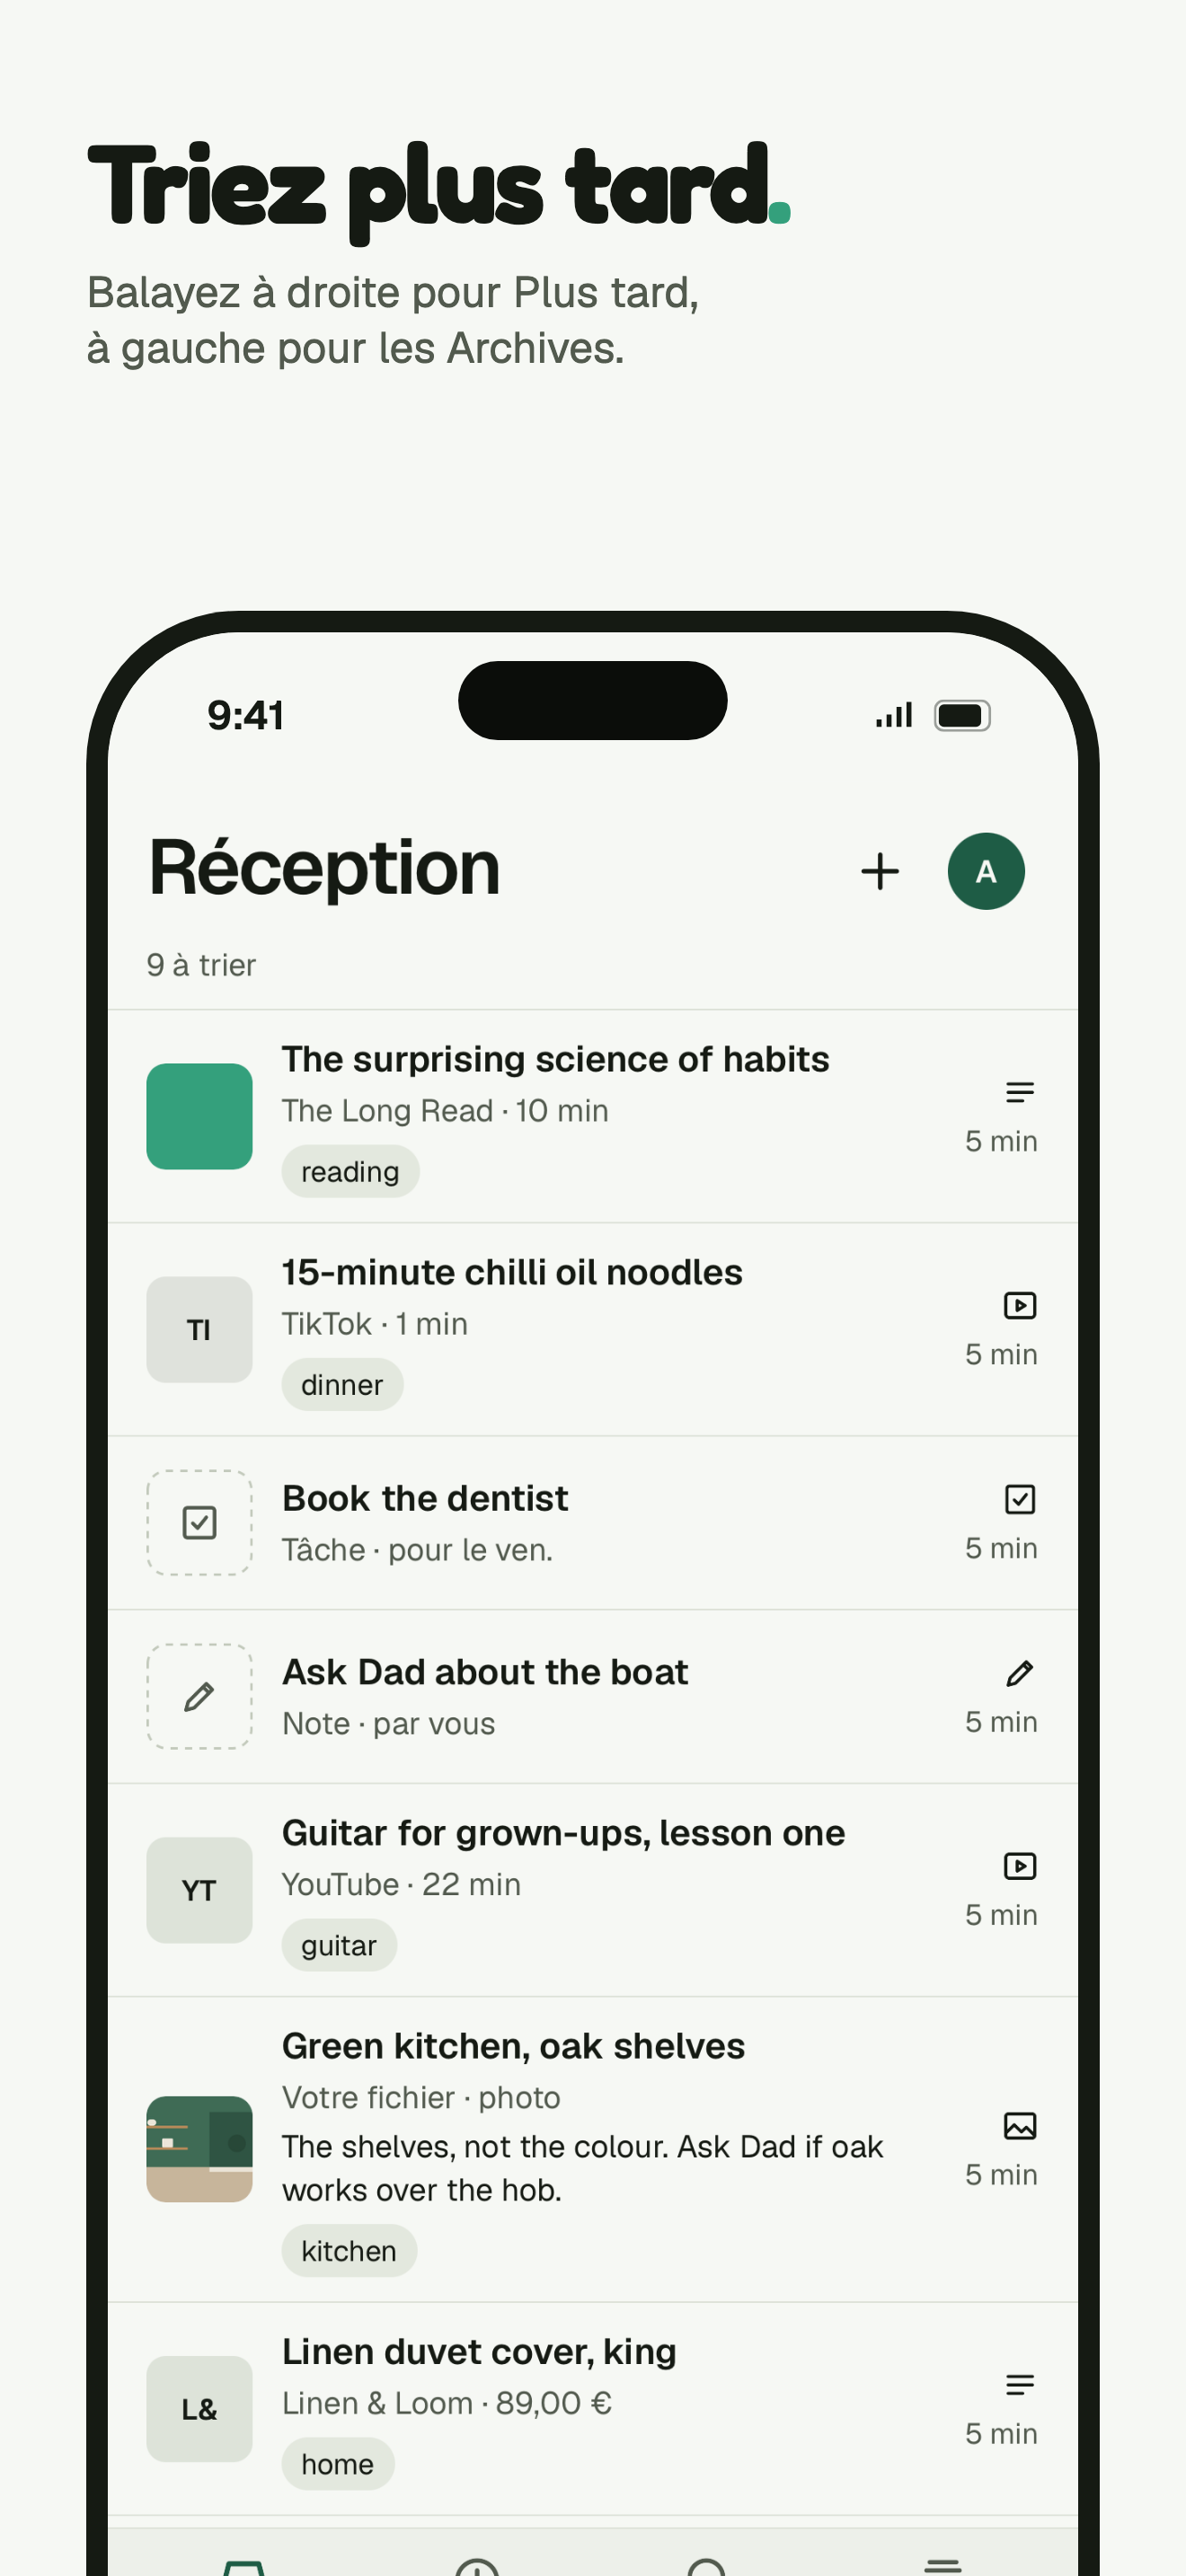 Triez plus tard.
Balayez à droite pour Plus tard,
à gauche pour les Archives.
9:41
Réception
A
9 à trier
The surprising science of habits
The Long Read · 10 min
reading
5 min
TI
15-minute chilli oil noodles
TikTok · 1 min
dinner
5 min
Book the dentist
Tâche · pour le ven.
5 min
Ask Dad about the boat
Note · par vous
5 min
YT
Guitar for grown-ups, lesson one
YouTube · 22 min
guitar
5 min
Green kitchen, oak shelves
Votre fichier · photo
The shelves, not the colour. Ask Dad if oak
works over the hob.
kitchen
5 min
L&
Linen duvet cover, king
Linen & Loom · 89,00 €
home
5 min